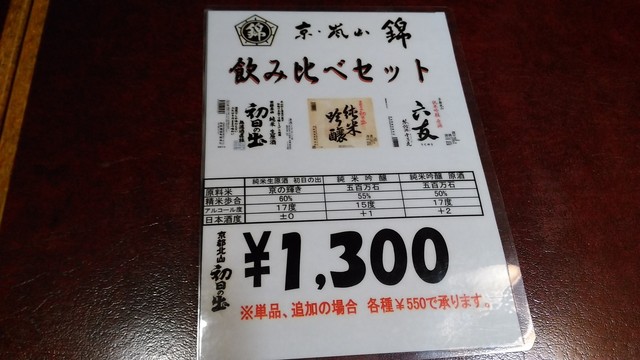 錦 京・嵐山 錦
飲み比べセット
初日の出
純米吟醸
六友
純米生原酒 初日の出 純米吟醸 純米吟醸 原酒
原料米 京の輝き 五百万石 五百万石
精米歩合 60% 55% 50%
アルコール度 17度 15度 17度
日本酒度 ±0 +1 +2
京都北山 初日の出
¥1,300
※単品、追加の場合 各種¥550で承ります。